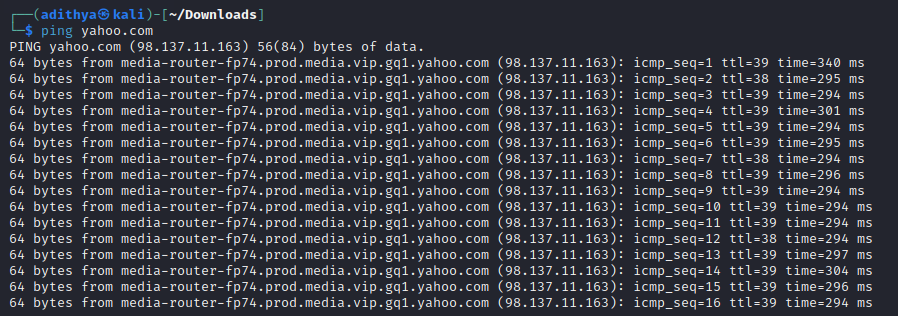 ┌──(adithya㉿kali)-[~/Downloads]
└─$ ping yahoo.com
PING yahoo.com (98.137.11.163) 56(84) bytes of data.
64 bytes from media-router-fp74.prod.media.vip.gq1.yahoo.com (98.137.11.163): icmp_seq=1 ttl=39 time=340 ms
64 bytes from media-router-fp74.prod.media.vip.gq1.yahoo.com (98.137.11.163): icmp_seq=2 ttl=38 time=295 ms
64 bytes from media-router-fp74.prod.media.vip.gq1.yahoo.com (98.137.11.163): icmp_seq=3 ttl=39 time=294 ms
64 bytes from media-router-fp74.prod.media.vip.gq1.yahoo.com (98.137.11.163): icmp_seq=4 ttl=39 time=301 ms
64 bytes from media-router-fp74.prod.media.vip.gq1.yahoo.com (98.137.11.163): icmp_seq=5 ttl=39 time=294 ms
64 bytes from media-router-fp74.prod.media.vip.gq1.yahoo.com (98.137.11.163): icmp_seq=6 ttl=39 time=295 ms
64 bytes from media-router-fp74.prod.media.vip.gq1.yahoo.com (98.137.11.163): icmp_seq=7 ttl=38 time=294 ms
64 bytes from media-router-fp74.prod.media.vip.gq1.yahoo.com (98.137.11.163): icmp_seq=8 ttl=39 time=296 ms
64 bytes from media-router-fp74.prod.media.vip.gq1.yahoo.com (98.137.11.163): icmp_seq=9 ttl=39 time=294 ms
64 bytes from media-router-fp74.prod.media.vip.gq1.yahoo.com (98.137.11.163): icmp_seq=10 ttl=39 time=294 ms
64 bytes from media-router-fp74.prod.media.vip.gq1.yahoo.com (98.137.11.163): icmp_seq=11 ttl=39 time=294 ms
64 bytes from media-router-fp74.prod.media.vip.gq1.yahoo.com (98.137.11.163): icmp_seq=12 ttl=38 time=294 ms
64 bytes from media-router-fp74.prod.media.vip.gq1.yahoo.com (98.137.11.163): icmp_seq=13 ttl=39 time=297 ms
64 bytes from media-router-fp74.prod.media.vip.gq1.yahoo.com (98.137.11.163): icmp_seq=14 ttl=39 time=304 ms
64 bytes from media-router-fp74.prod.media.vip.gq1.yahoo.com (98.137.11.163): icmp_seq=15 ttl=39 time=296 ms
64 bytes from media-router-fp74.prod.media.vip.gq1.yahoo.com (98.137.11.163): icmp_seq=16 ttl=39 time=294 ms